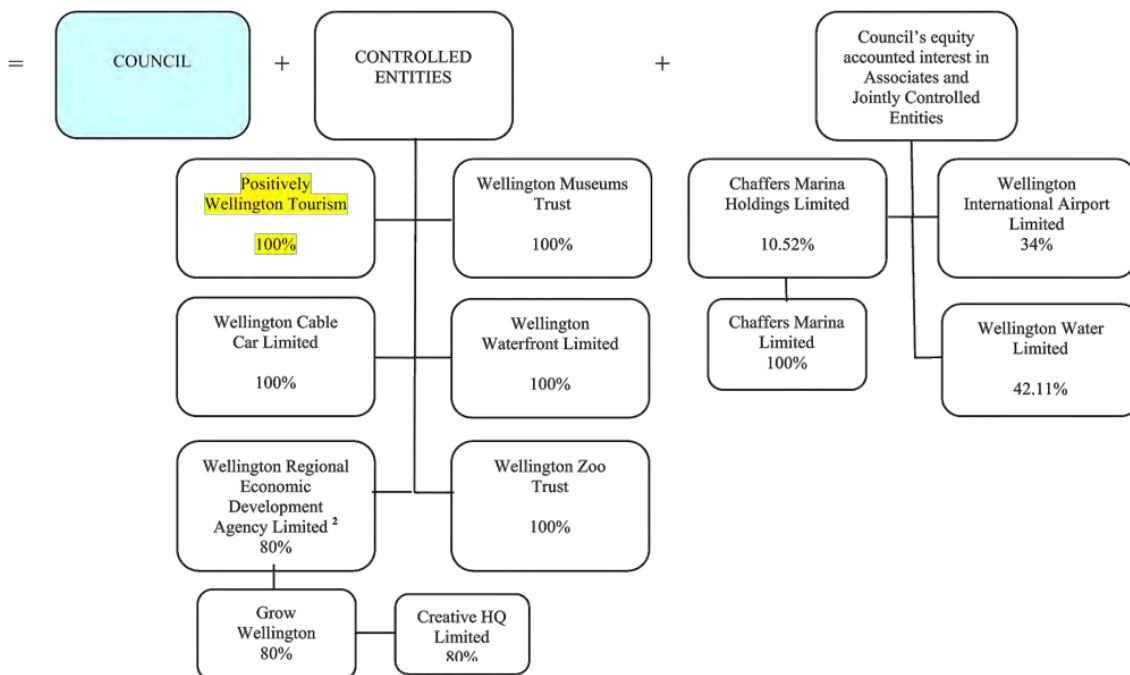 =
COUNCIL
+
CONTROLLED
ENTITIES
+
Council's equity
accounted interest in
Associates and
Jointly Controlled
Entities
Positively
Wellington Tourism
100%
Wellington Museums
Trust
100%
Chaffers Marina
Holdings Limited
10.52%
Wellington
International Airport
Limited
34%
Wellington Cable
Car Limited
100%
Wellington
Waterfront Limited
100%
Chaffers Marina
Limited
100%
Wellington Water
Limited
42.11%
Wellington Regional
Economic
Development
Agency Limited 2
80%
Wellington Zoo
Trust
100%
Grow
Wellington
80%
Creative HQ
Limited
80%